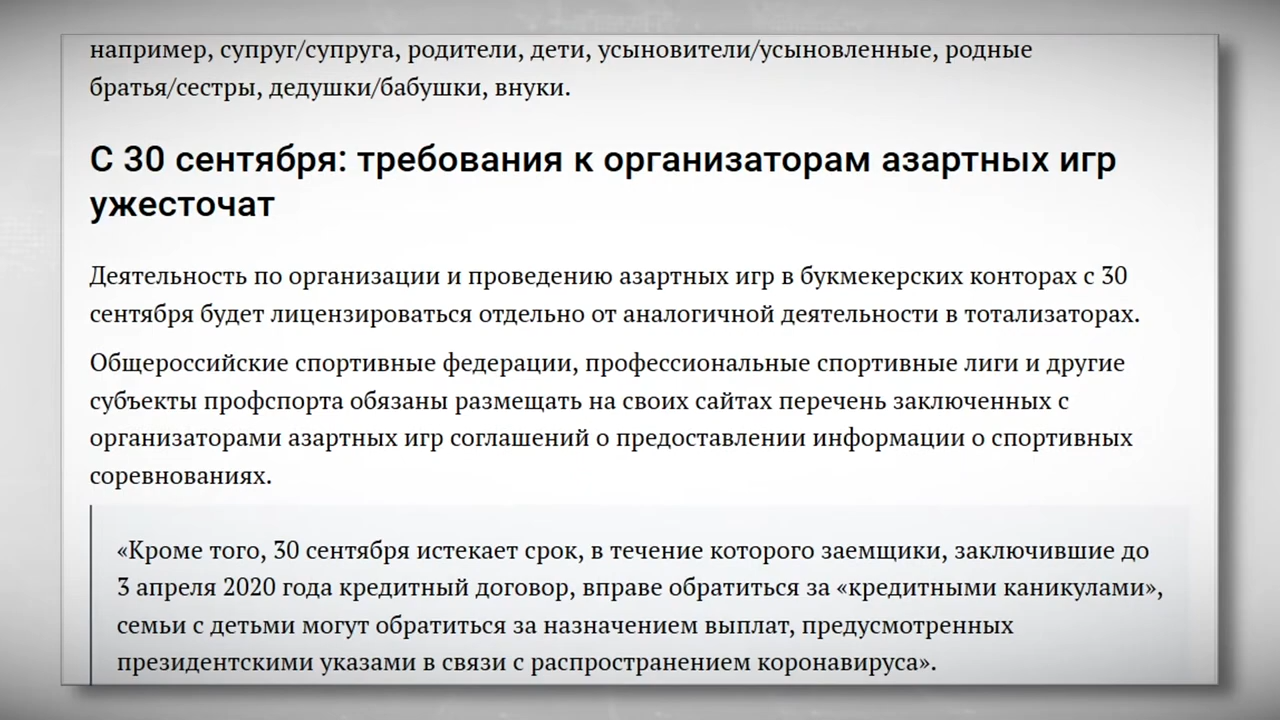 например, супруг/супруга, родители, дети, усыновители/усыновленные, родные
братья/сестры, дедушки/бабушки, внуки.
С 30 сентября: требования к организаторам азартных игр
ужесточат
Деятельность по организации и проведению азартных игр в букмекерских конторах с 30
сентября будет лицензироваться отдельно от аналогичной деятельности в тотализаторах.
Общероссийские спортивные федерации, профессиональные спортивные лиги и другие
субъекты профспорта обязаны размещать на своих сайтах перечень заключенных с
организаторами азартных игр соглашений о предоставлении информации о спортивных
соревнованиях.
«Кроме того, 30 сентября истекает срок, в течение которого заемщики, заключившие до
3 апреля 2020 года кредитный договор, вправе обратиться за «кредитными каникулами»,
семьи с детьми могут обратиться за назначением выплат, предусмотренных
президентскими указами в связи с распространением коронавируса».